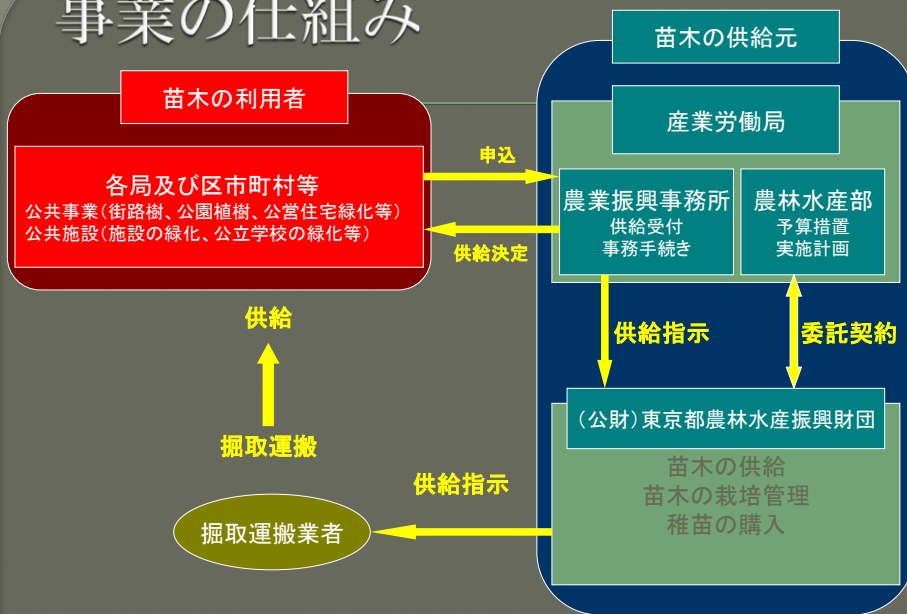 事業の仕組み
苗木の供給元
苗木の利用者
産業労働局
各局及び区市町村等
公共事業(街路樹、公園植樹、公営住宅緑化等)
公共施設(施設の緑化、公立学校の緑化等)
申込
供給決定
農業振興事務所
供給受付
事務手続き
農林水産部
予算措置
実施計画
供給
供給指示
委託契約
(公財)東京都農林水産振興財団
苗木の供給
苗木の栽培管理
稚苗の購入
掘取運搬
供給指示
掘取運搬業者